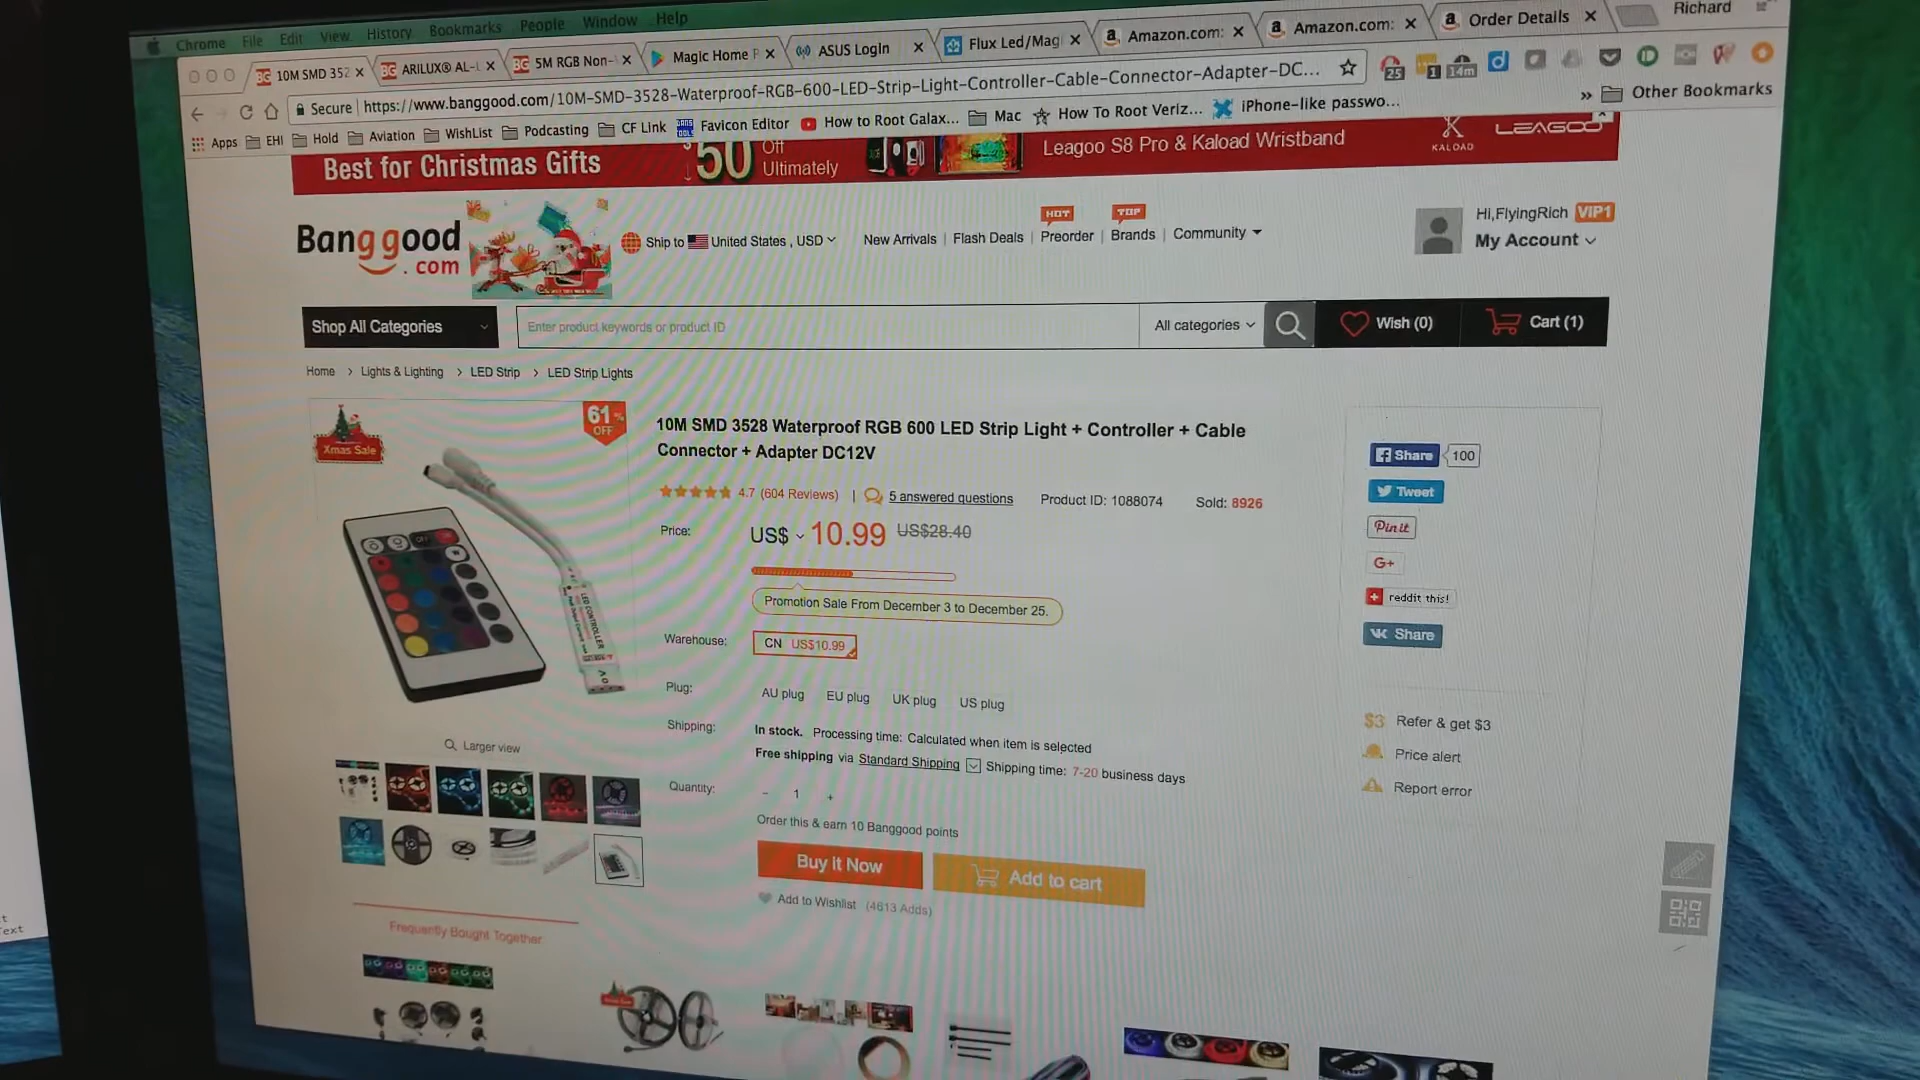 Chrome File Edit View History Bookmarks People Window Help
Richard
10M SMD 352
ARILUX® AL-L
5M RGB Non-
Magic Home P
ASUS Login
Flux Led/Mag
Amazon.com:
Amazon.com:
Order Details
Secure https://www.banggood.com/10M-SMD-3528-Waterproof-RGB-600-LED-Strip-Light-Controller-Cable-Connector-Adapter-DC...
25
1
14m
Apps EHI Hold Aviation WishList Podcasting CF Link Favicon Editor How to Root Galax... Mac How To Root Veriz... iPhone-like passwo... » Other Bookmarks
Best for Christmas Gifts
$50 Off
Ultimately
Leagoo S8 Pro & Kaload Wristband
KALOAD
LEAGOO
Banggood
.com
Ship to United States , USD
New Arrivals | Flash Deals | Preorder | Brands | Community
HOT
TOP
Hi,FlyingRich VIP1
My Account
Shop All Categories
Enter product keywords or product ID
All categories
Wish (0)
Cart (1)
Home > Lights & Lighting > LED Strip > LED Strip Lights
Xmas Sale
61% OFF
LED CONTROLLER
10M SMD 3528 Waterproof RGB 600 LED Strip Light + Controller + Cable
Connector + Adapter DC12V
4.7 (604 Reviews) | 5 answered questions Product ID: 1088074 Sold: 8926
Price: US$ 10.99 US$28.40
Promotion Sale From December 3 to December 25.
Warehouse: CN US$10.99
Plug: AU plug EU plug UK plug US plug
Shipping: In stock. Processing time: Calculated when item is selected
Free shipping via Standard Shipping Shipping time: 7-20 business days
Quantity: - 1 +
Order this & earn 10 Banggood points
Buy it Now
Add to cart
Add to Wishlist (4613 Adds)
Larger view
Frequently Bought Together
Share 100
Tweet
Pin it
G+
reddit this!
Share
$3 Refer & get $3
Price alert
Report error